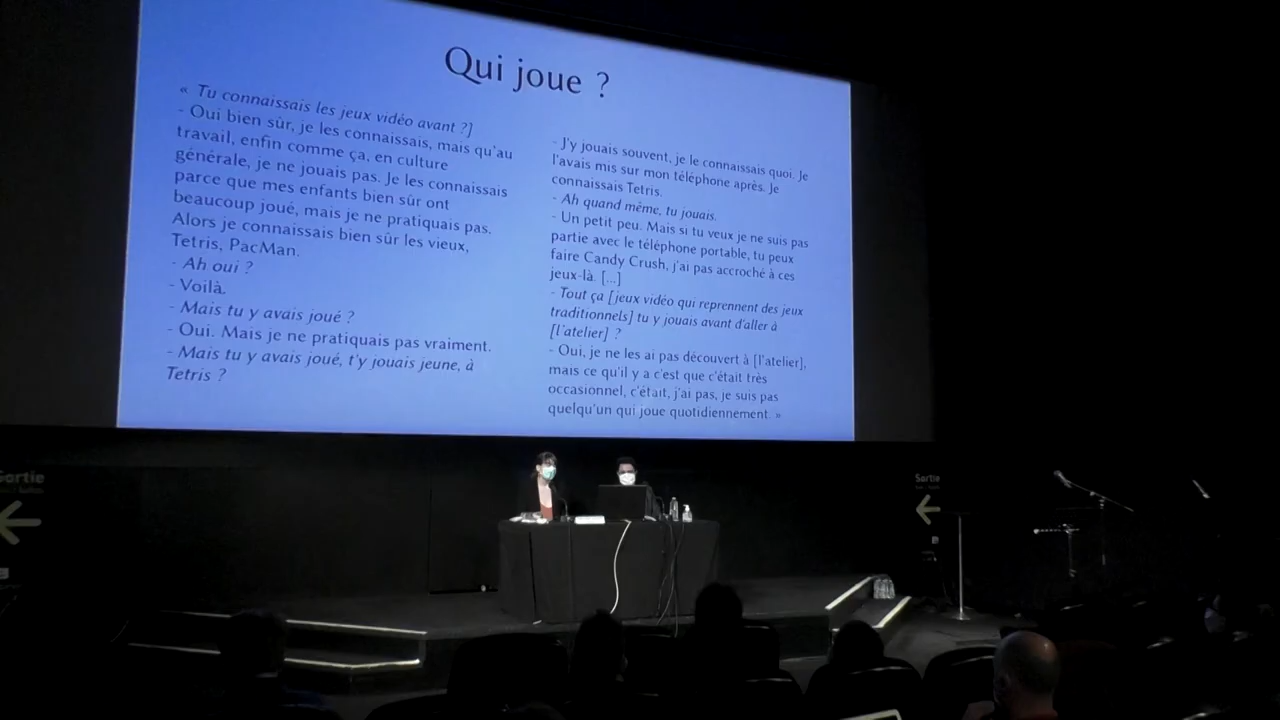 Qui joue ?
« Tu connaissais les jeux vidéo avant ?]
- Oui bien sûr, je les connaissais, mais qu'au
travail, enfin comme ça, en culture
générale, je ne jouais pas. Je les connaissais
parce que mes enfants bien sûr ont
beaucoup joué, mais je ne pratiquais pas.
Alors je connaissais bien sûr les vieux,
Tetris, PacMan.
- Ah oui ?
- Voilà.
- Mais tu y avais joué ?
- Oui. Mais je ne pratiquais pas vraiment.
- Mais tu y avais joué, t'y jouais jeune, à
Tetris ?
- J'y jouais souvent, je le connaissais quoi. Je
l'avais mis sur mon téléphone après. Je
connaissais Tetris.
- Ah quand même, tu jouais.
- Un petit peu. Mais si tu veux je ne suis pas
partie avec le téléphone portable, tu peux
faire Candy Crush, j'ai pas accroché à ces
jeux-là. [...]
- Tout ça [jeux vidéo qui reprennent des jeux
traditionnels] tu y jouais avant d'aller à
[l'atelier] ?
- Oui, je ne les ai pas découvert à [l'atelier],
mais ce qu'il y a c'est que c'était très
occasionnel, c'était, j'ai pas, je suis pas
quelqu'un qui joue quotidiennement. »
Sortie
Sortie